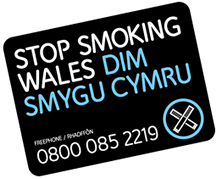 STOP SMOKING
WALES DIM
SMYGU CYMRU
FREEPHONE / RHADFFÔN
0800 085 2219